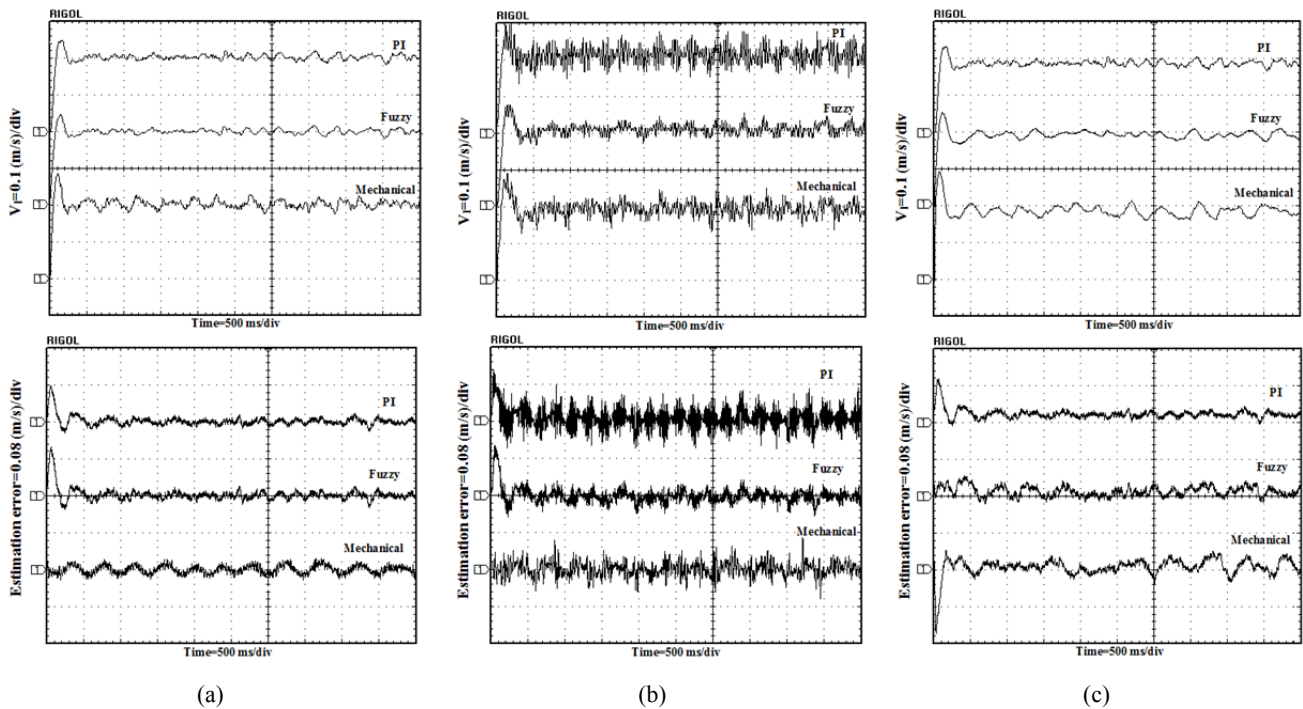 RIGOL
V₁=0.1 (m/s)/div
PI
Fuzzy
Mechanical
Time=500 ms/div
RIGOL
V₁=0.1 (m/s)/div
PI
Fuzzy
Mechanical
Time=500 ms/div
RIGOL
V₁=0.1 (m/s)/div
PI
Fuzzy
Mechanical
Time=500 ms/div
RIGOL
Estimation error=0.08 (m/s)/div
PI
Fuzzy
Mechanical
Time=500 ms/div
RIGOL
Estimation error=0.08 (m/s)/div
PI
Fuzzy
Mechanical
Time=500 ms/div
RIGOL
Estimation error=0.08 (m/s)/div
PI
Fuzzy
Mechanical
Time=500 ms/div
(a)
(b)
(c)